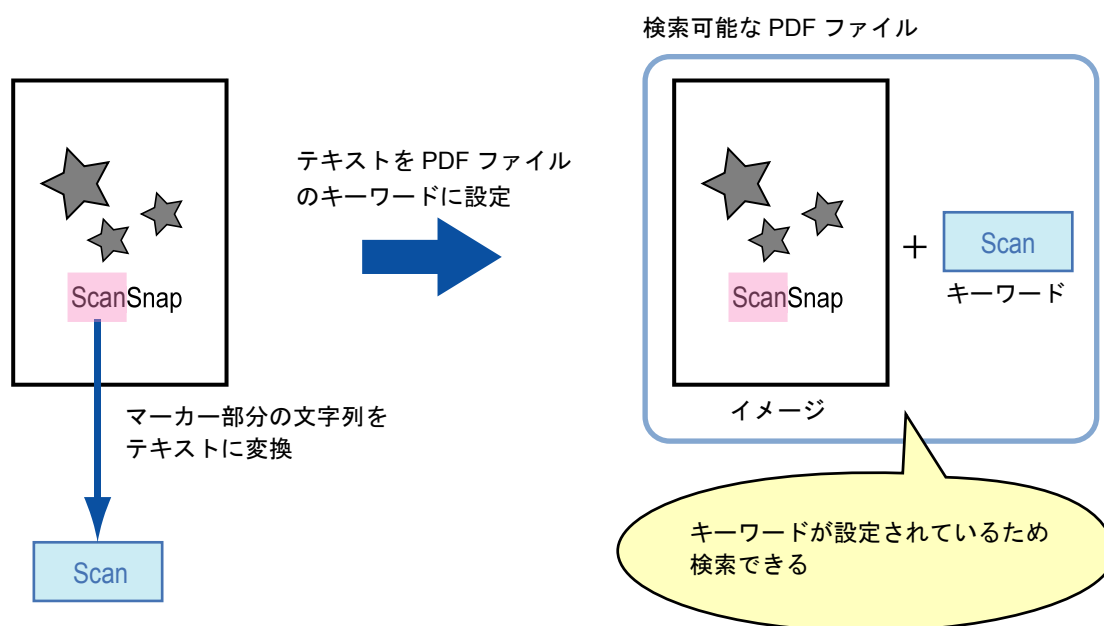 ScanSnap
マーカー部分の文字列を
テキストに変換
Scan
テキストを PDF ファイル
のキーワードに設定
検索可能な PDF ファイル
ScanSnap
イメージ
+
Scan
キーワード
キーワードが設定されているため
検索できる